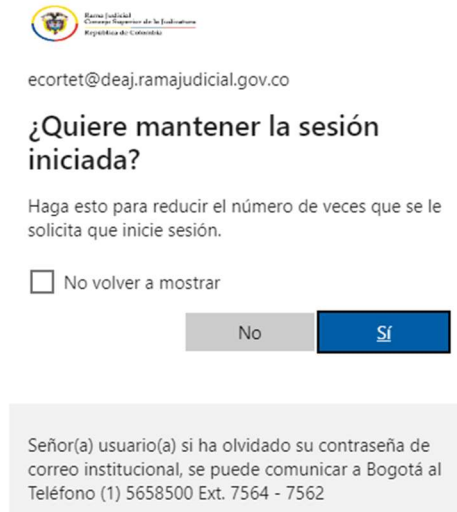 Rama Judicial
Consejo Superior de la Judicatura
República de Colombia
ecortet@deaj.ramajudicial.gov.co
¿Quiere mantener la sesión
iniciada?
Haga esto para reducir el número de veces que se le
solicita que inicie sesión.
No volver a mostrar
No
Sí
Señor(a) usuario(a) si ha olvidado su contraseña de
correo institucional, se puede comunicar a Bogotá al
Teléfono (1) 5658500 Ext. 7564 - 7562